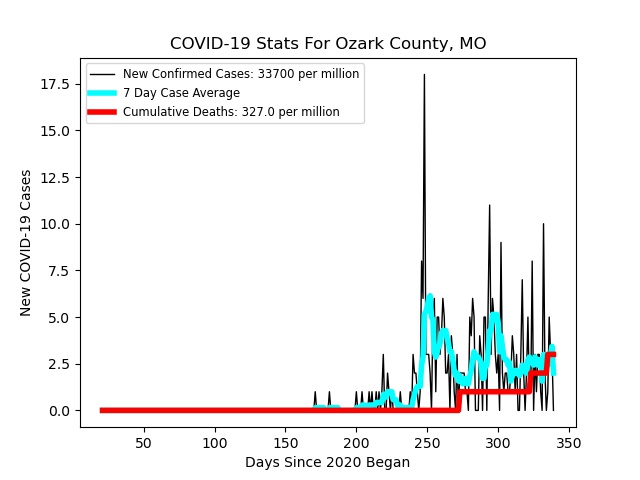 COVID-19 Stats For Ozark County, MO
New Confirmed Cases: 33700 per million
7 Day Case Average
Cumulative Deaths: 327.0 per million
New COVID-19 Cases
17.5
15.0
12.5
10.0
7.5
5.0
2.5
0.0
50 100 150 200 250 300 350
Days Since 2020 Began